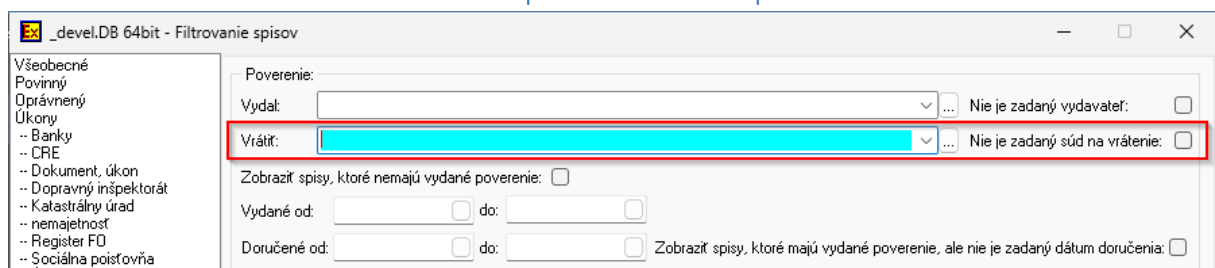 Ex _devel.DB 64bit - Filtrovanie spisov
Všeobecné
Povinný
Oprávnený
Úkony
-- Banky
-- CRE
-- Dokument, úkon
-- Dopravný inšpektorát
-- Katastrálny úrad
-- nemajetnosť
-- Register FO
-- Sociálna poisťovňa
Poverenie:
Vydal: ... Nie je zadaný vydavateľ:
Vrátiť: ... Nie je zadaný súd na vrátenie:
Zobraziť spisy, ktoré nemajú vydané poverenie:
Vydané od: do:
Doručené od: do: Zobraziť spisy, ktoré majú vydané poverenie, ale nie je zadaný dátum doručenia: